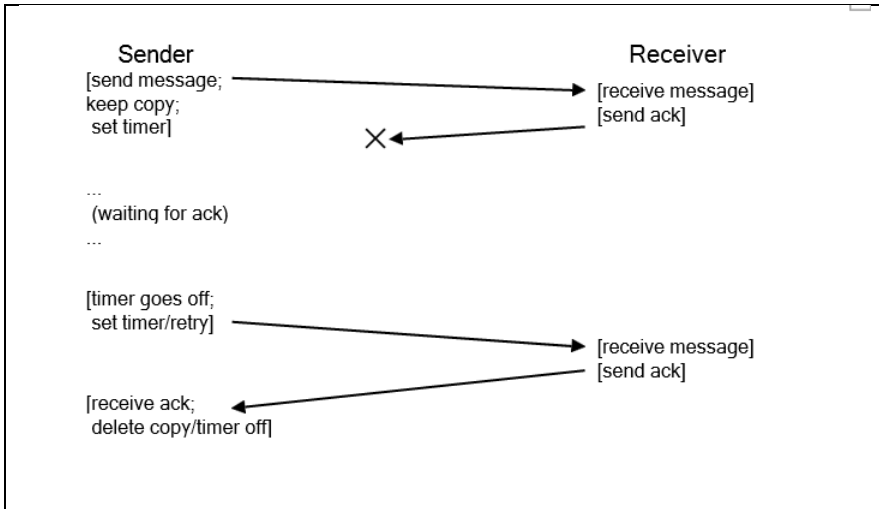 Sender
Receiver
[send message;
keep copy;
set timer]
[receive message]
[send ack]
...
(waiting for ack)
...
[timer goes off;
set timer/retry]
[receive message]
[send ack]
[receive ack;
delete copy/timer off]